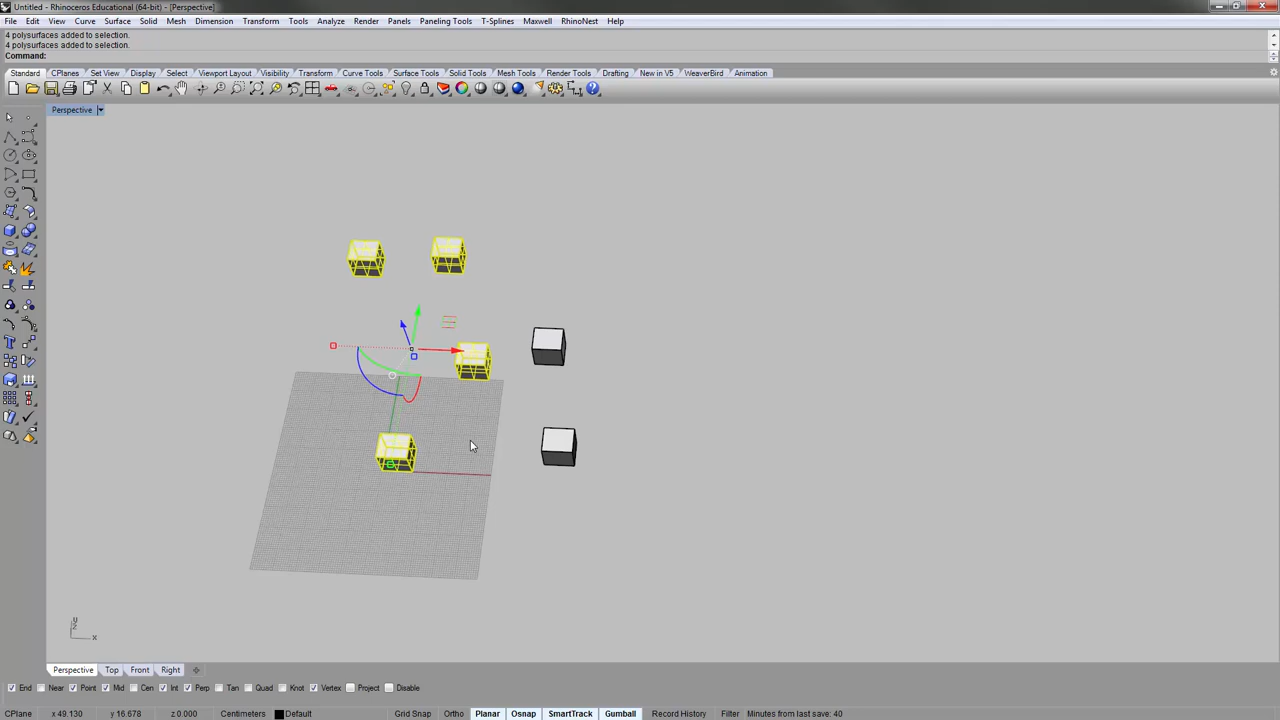 Untitled - Rhinoceros Educational (64-bit) - [Perspective]
File Edit View Curve Surface Solid Mesh Dimension Transform Tools Analyze Render Panels Paneling Tools T-Splines Maxwell RhinoNest Help
4 polysurfaces added to selection.
4 polysurfaces added to selection.
Command:
Standard CPlanes Set View Display Select Viewport Layout Visibility Transform Curve Tools Surface Tools Solid Tools Mesh Tools Render Tools Drafting New in V5 WeaverBird Animation
Perspective
y
z
x
Perspective Top Front Right
End Near Point Mid Cen Int Perp Tan Quad Knot Vertex Project Disable
CPlane x 49.130 y 16.678 z 0.000 Centimeters Default Grid Snap Ortho Planar Osnap SmartTrack Gumball Record History Filter Minutes from last save: 40